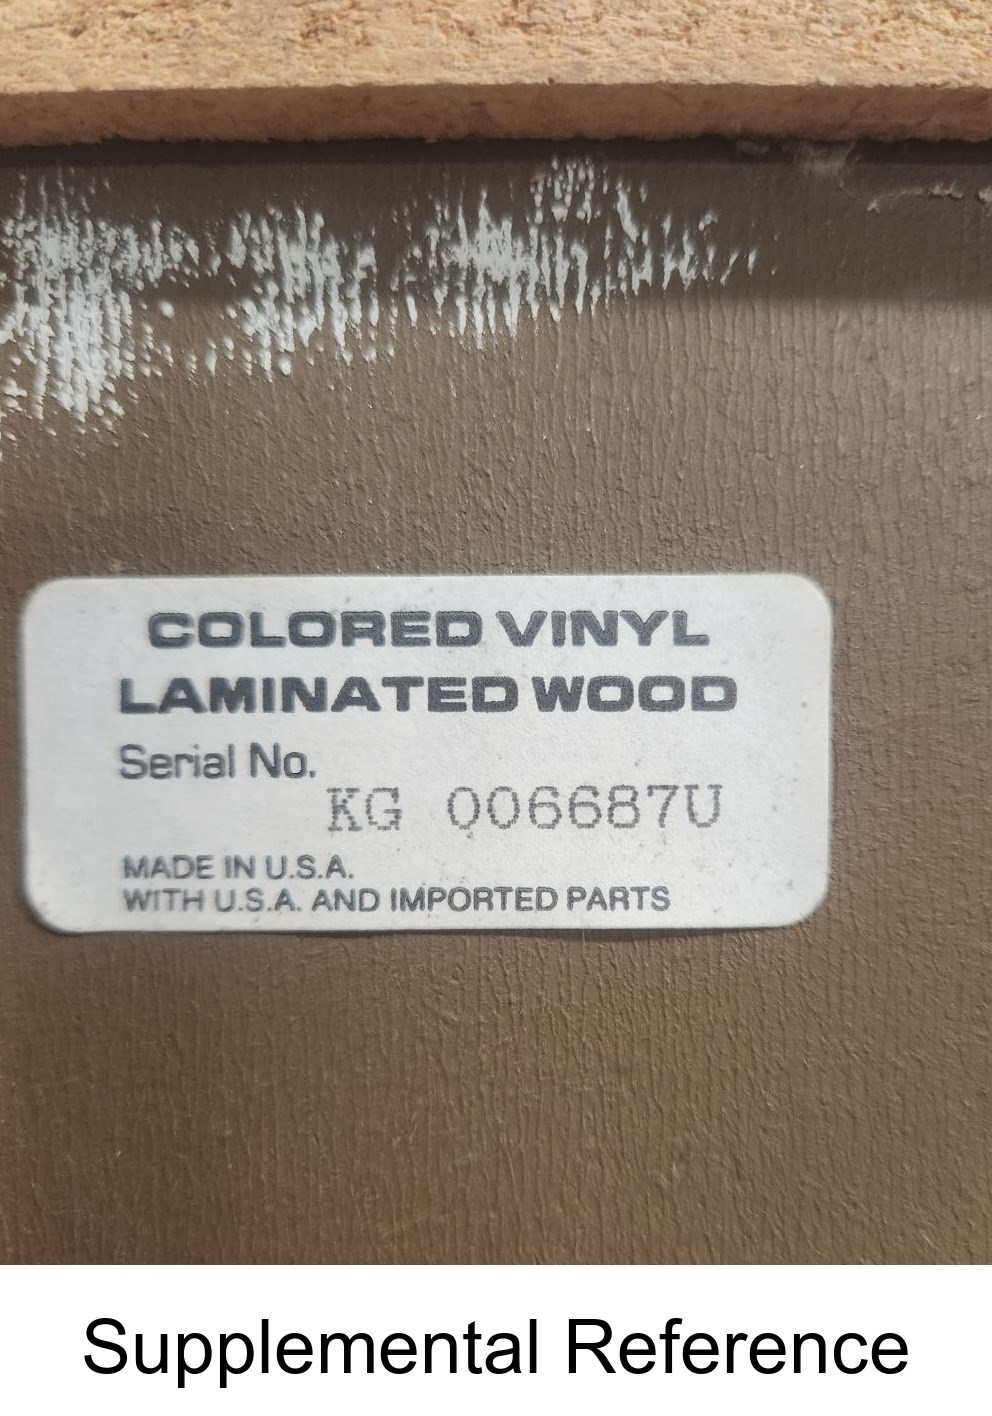 COLORED VINYL
LAMINATED WOOD
Serial No.
KG 006687U
MADE IN U.S.A.
WITH U.S.A. AND IMPORTED PARTS
Supplemental Reference